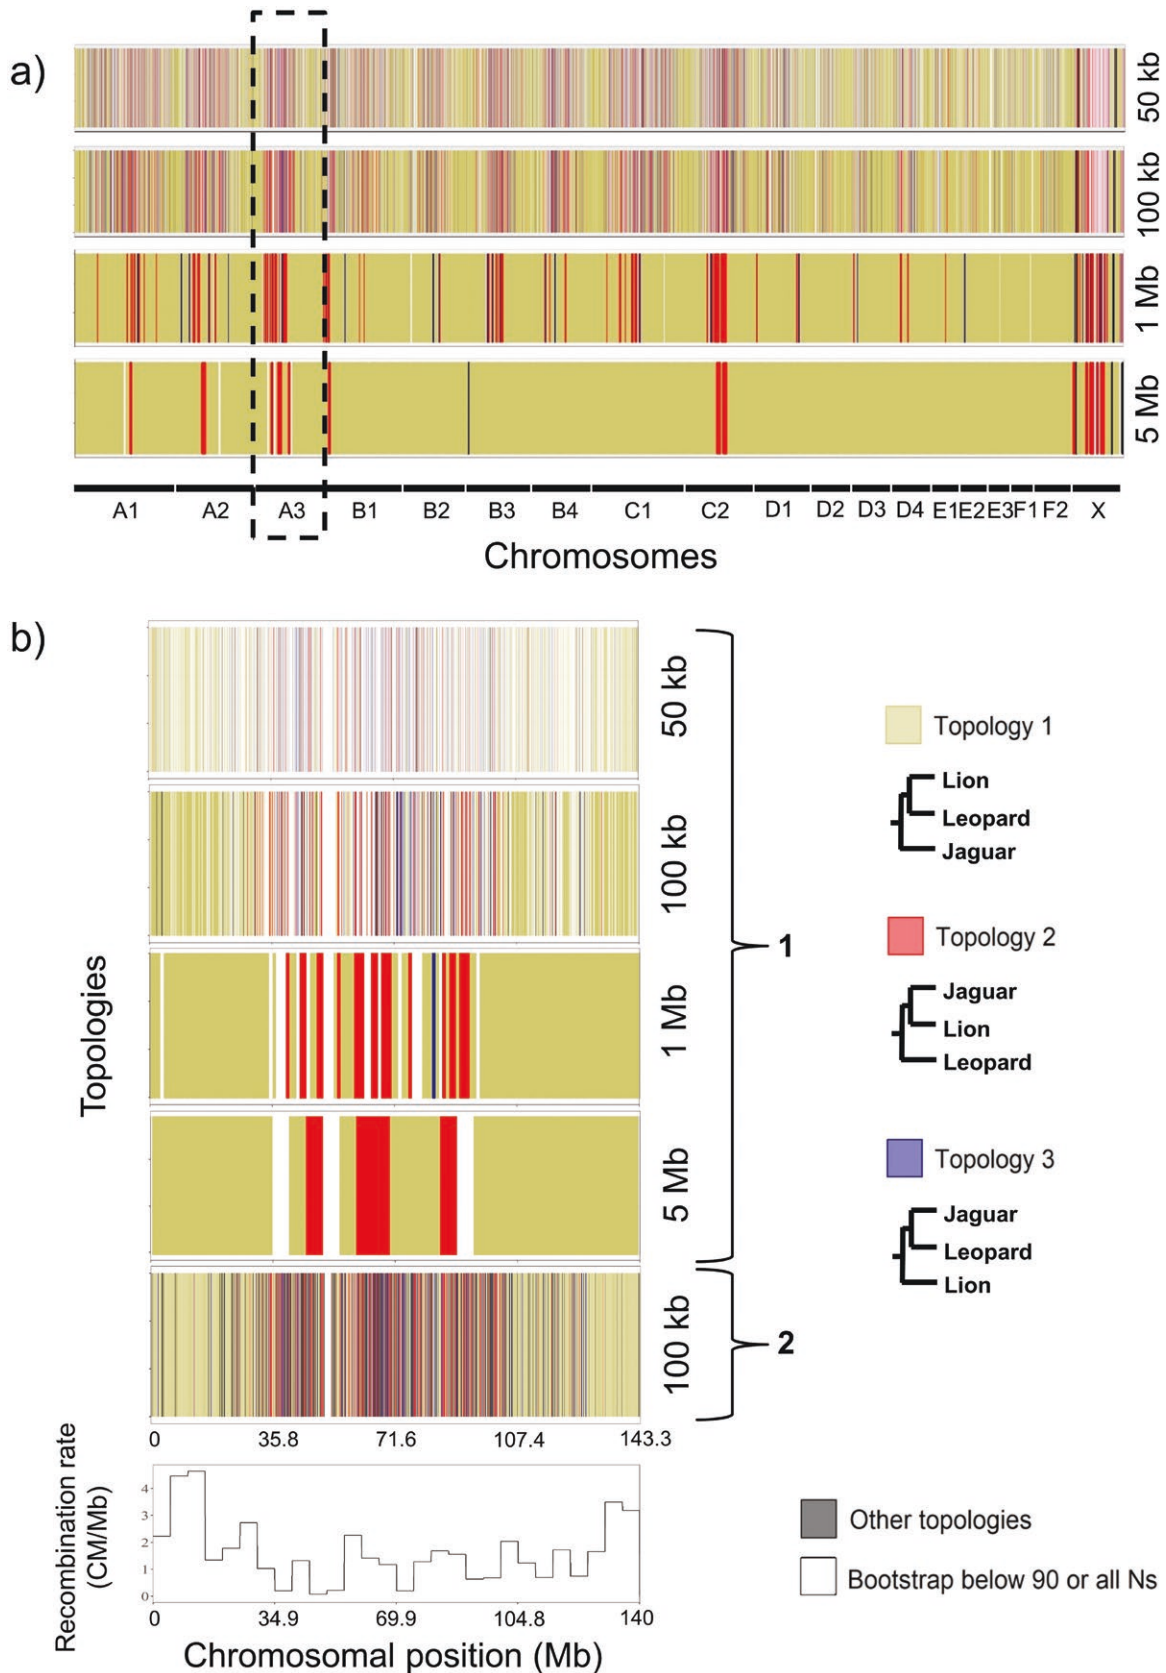 a)
50 kb
100 kb
1 Mb
5 Mb
A1 A2 A3 B1 B2 B3 B4 C1 C2 D1 D2 D3 D4 E1 E2 E3 F1 F2 X
Chromosomes
b)
Topologies
50 kb
100 kb
1 Mb
5 Mb
100 kb
1
2
0 35.8 71.6 107.4 143.3
Recombination rate
(CM/Mb)
4
3
2
1
0
0 34.9 69.9 104.8 140
Chromosomal position (Mb)
Topology 1
Lion
Leopard
Jaguar
Topology 2
Jaguar
Lion
Leopard
Topology 3
Jaguar
Leopard
Lion
Other topologies
Bootstrap below 90 or all Ns